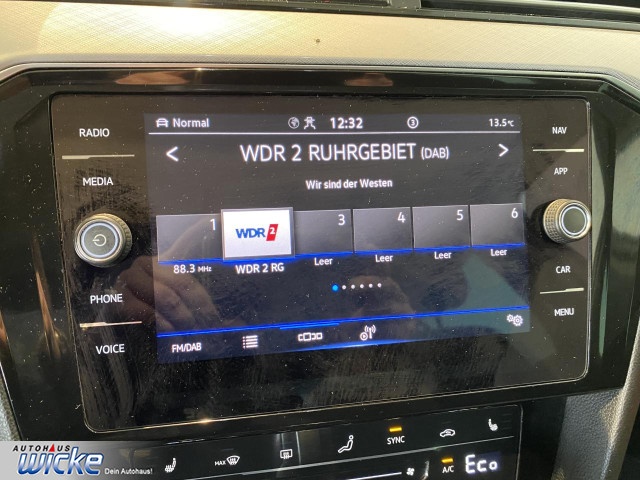 Normal 12:32 3 13.5°C
RADIO
NAV
< WDR 2 RUHRGEBIET (DAB) >
MEDIA
APP
Wir sind der Westen
1 WDR 2 3 4 5 6
88.3 MHz WDR 2 RG Leer Leer Leer Leer
PHONE
CAR
VOICE
MENU
FM/DAB
SYNC
MAX
A/C Eco
AUTOHAUS
WICKE
Dein Autohaus!